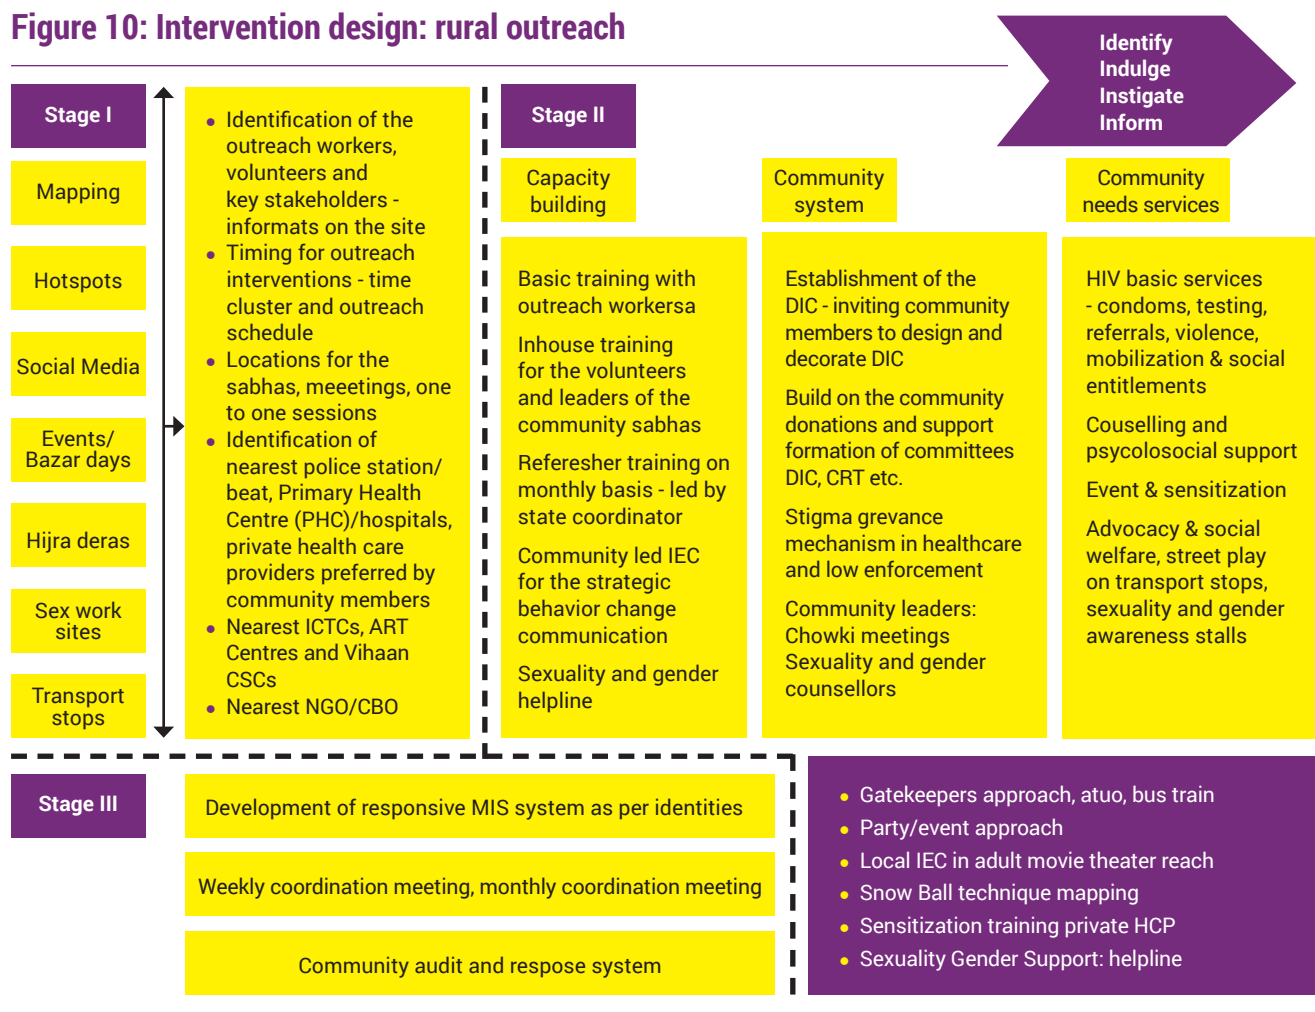 Figure 10: Intervention design: rural outreach
Identify
Indulge
Instigate
Inform
Stage I
Mapping
Hotspots
Social Media
Events/
Bazar days
Hijra deras
Sex work
sites
Transport
stops
• Identification of the
outreach workers,
volunteers and
key stakeholders -
informats on the site
• Timing for outreach
interventions - time
cluster and outreach
schedule
• Locations for the
sabhas, meeetings, one
to one sessions
• Identification of
nearest police station/
beat, Primary Health
Centre (PHC)/hospitals,
private health care
providers preferred by
community members
• Nearest ICTCs, ART
Centres and Vihaan
CSCs
• Nearest NGO/CBO
Stage II
Capacity
building
Basic training with
outreach workersa
Inhouse training
for the volunteers
and leaders of the
community sabhas
Referesher training on
monthly basis - led by
state coordinator
Community led IEC
for the strategic
behavior change
communication
Sexuality and gender
helpline
Community
system
Establishment of the
DIC - inviting community
members to design and
decorate DIC
Build on the community
donations and support
formation of committees
DIC, CRT etc.
Stigma grevance
mechanism in healthcare
and low enforcement
Community leaders:
Chowki meetings
Sexuality and gender
counsellors
Community
needs services
HIV basic services
- condoms, testing,
referrals, violence,
mobilization & social
entitlements
Couselling and
psycolosocial support
Event & sensitization
Advocacy & social
welfare, street play
on transport stops,
sexuality and gender
awareness stalls
Stage III
Development of responsive MIS system as per identities
Weekly coordination meeting, monthly coordination meeting
Community audit and respose system
• Gatekeepers approach, atuo, bus train
• Party/event approach
• Local IEC in adult movie theater reach
• Snow Ball technique mapping
• Sensitization training private HCP
• Sexuality Gender Support: helpline